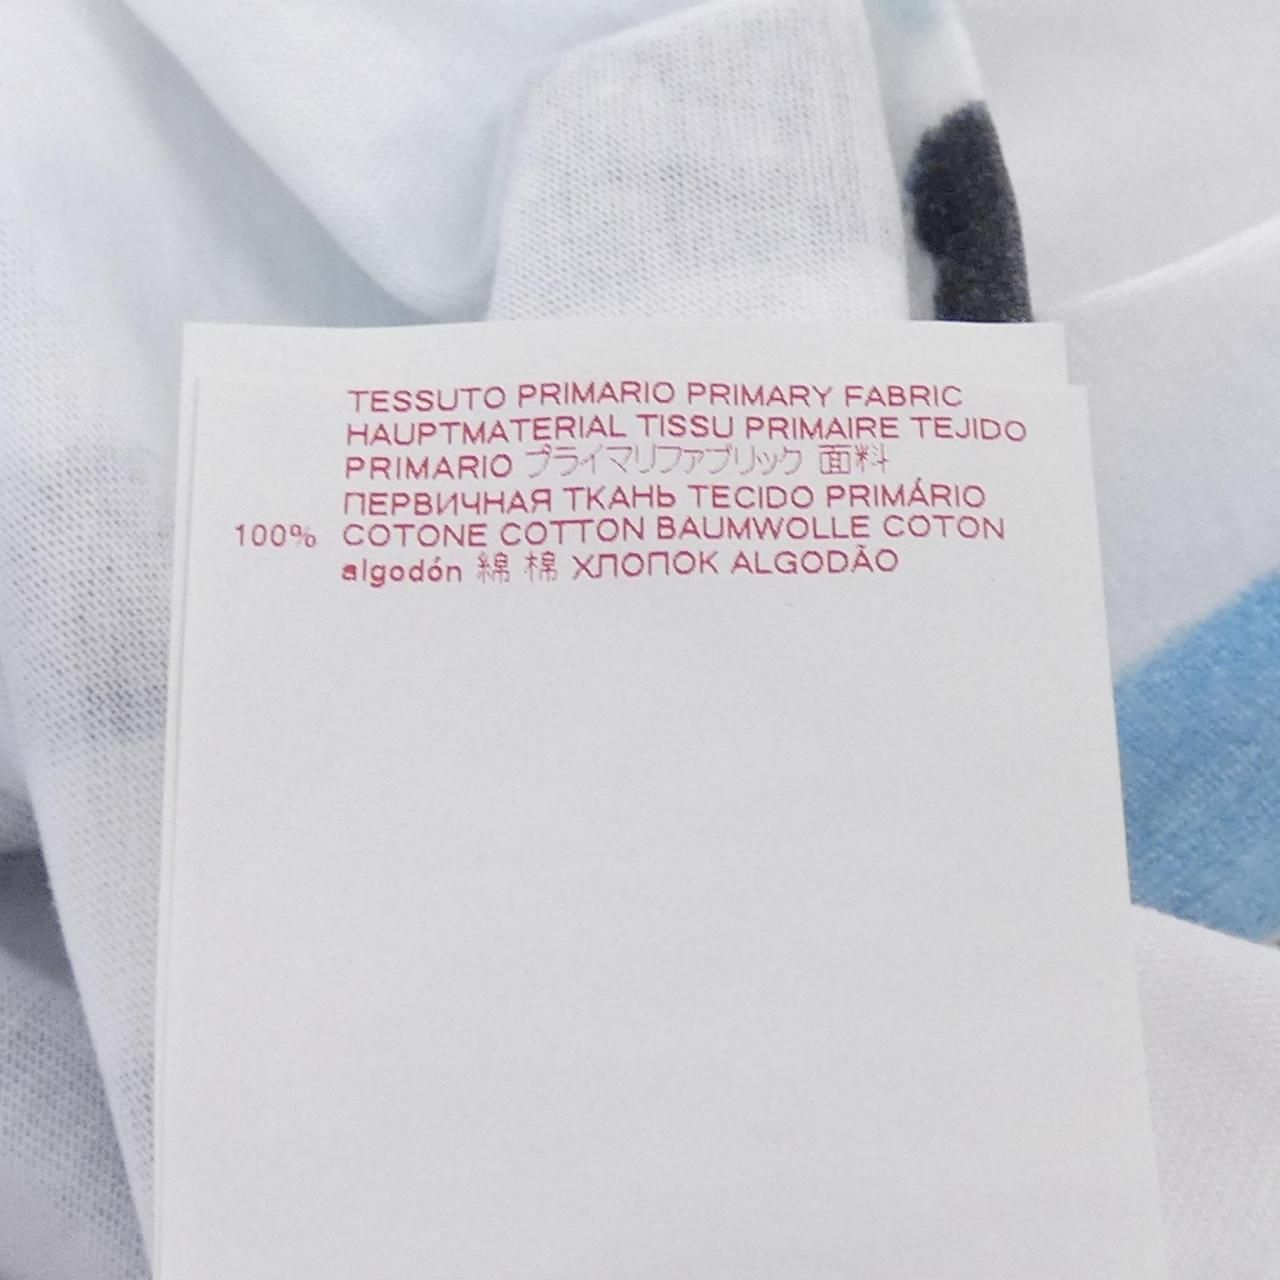 TESSUTO PRIMARIO PRIMARY FABRIC
HAUPTMATERIAL TISSU PRIMAIRE TEJIDO
PRIMARIO プライマリファブリック 面料
ПЕРВИЧНАЯ ТКАНЬ TECIDO PRIMÁRIO
100% COTONE COTTON BAUMWOLLE COTON
algodón 綿 棉 ХЛОПОК ALGODÃO